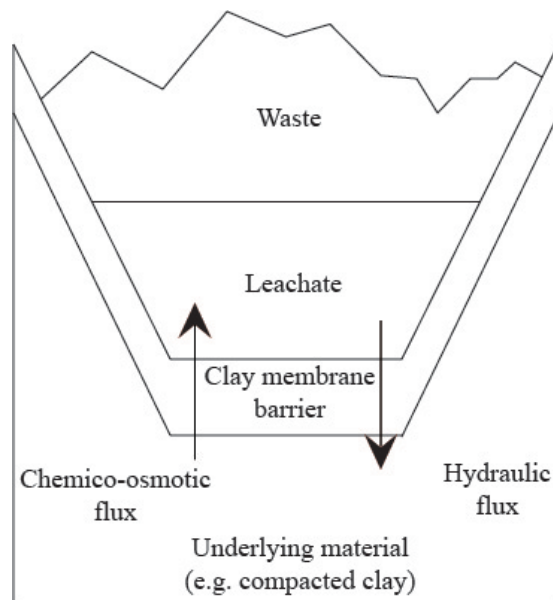 Waste
Leachate
Clay membrane
barrier
Chemico-osmotic
flux
Hydraulic
flux
Underlying material
(e.g. compacted clay)